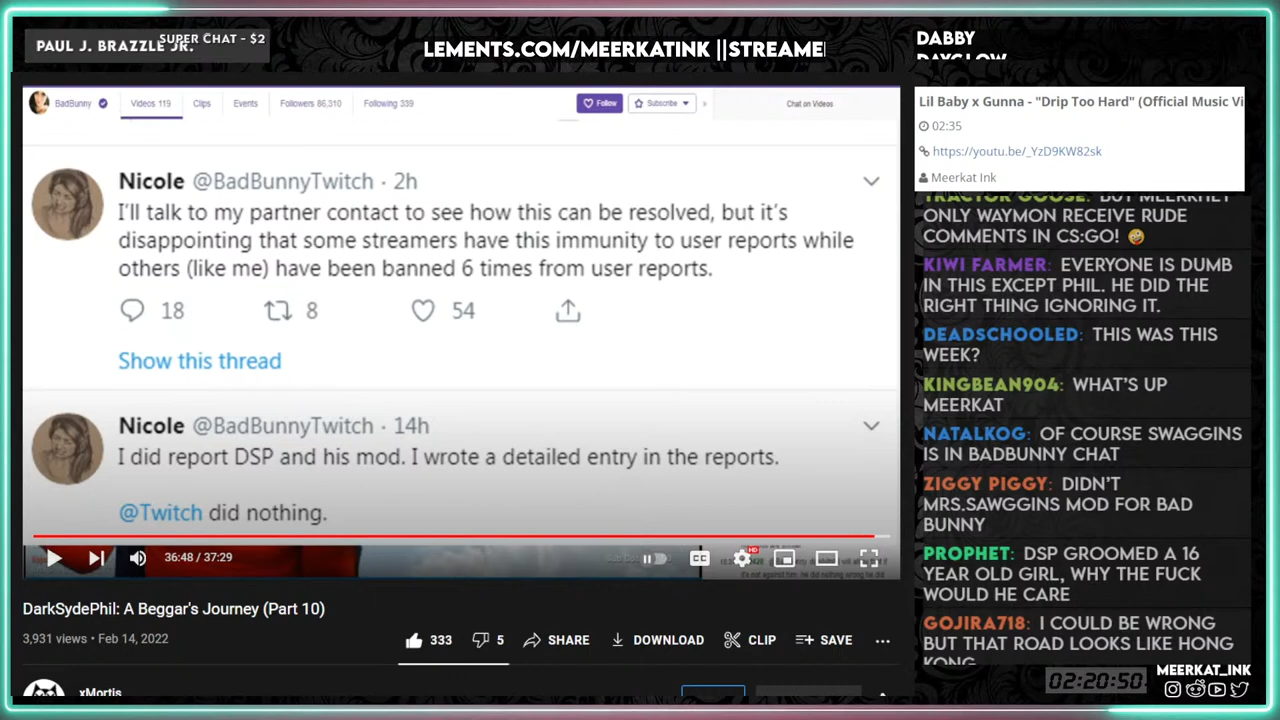 PAUL J. BRAZZLE JR.
SUPER CHAT - $2
LEMENTS.COM/MEERKATINK ||STREAME
DABBY
DAYGLOW
BadBunny
Videos 119
Clips
Events
Followers 86,310
Following 339
Follow
Subscribe
Chat on Videos
Nicole @BadBunnyTwitch · 2h
I'll talk to my partner contact to see how this can be resolved, but it's
disappointing that some streamers have this immunity to user reports while
others (like me) have been banned 6 times from user reports.
18
8
54
Show this thread
Nicole @BadBunnyTwitch · 14h
I did report DSP and his mod. I wrote a detailed entry in the reports.
@Twitch did nothing.
36:48 / 37:29
CC
HD
DarkSydePhil: A Beggar's Journey (Part 10)
3,931 views • Feb 14, 2022
333
5
SHARE
DOWNLOAD
CLIP
SAVE
xMortis
Lil Baby x Gunna - "Drip Too Hard" (Official Music Vi
02:35
https://youtu.be/_YzD9KW82sk
Meerkat Ink
TRACTOR GOOSE: BUT MEERKHET
ONLY WAYMON RECEIVE RUDE
COMMENTS IN CS:GO! 🤪
KIWI FARMER: EVERYONE IS DUMB
IN THIS EXCEPT PHIL. HE DID THE
RIGHT THING IGNORING IT.
DEADSCHOOLED: THIS WAS THIS
WEEK?
KINGBEAN904: WHAT'S UP
MEERKAT
NATALKOG: OF COURSE SWAGGINS
IS IN BADBUNNY CHAT
ZIGGY PIGGY: DIDN'T
MRS.SAWGGINS MOD FOR BAD
BUNNY
PROPHET: DSP GROOMED A 16
YEAR OLD GIRL, WHY THE FUCK
WOULD HE CARE
GOJIRA718: I COULD BE WRONG
BUT THAT ROAD LOOKS LIKE HONG
KONG
02:20:50
MEERKAT_INK